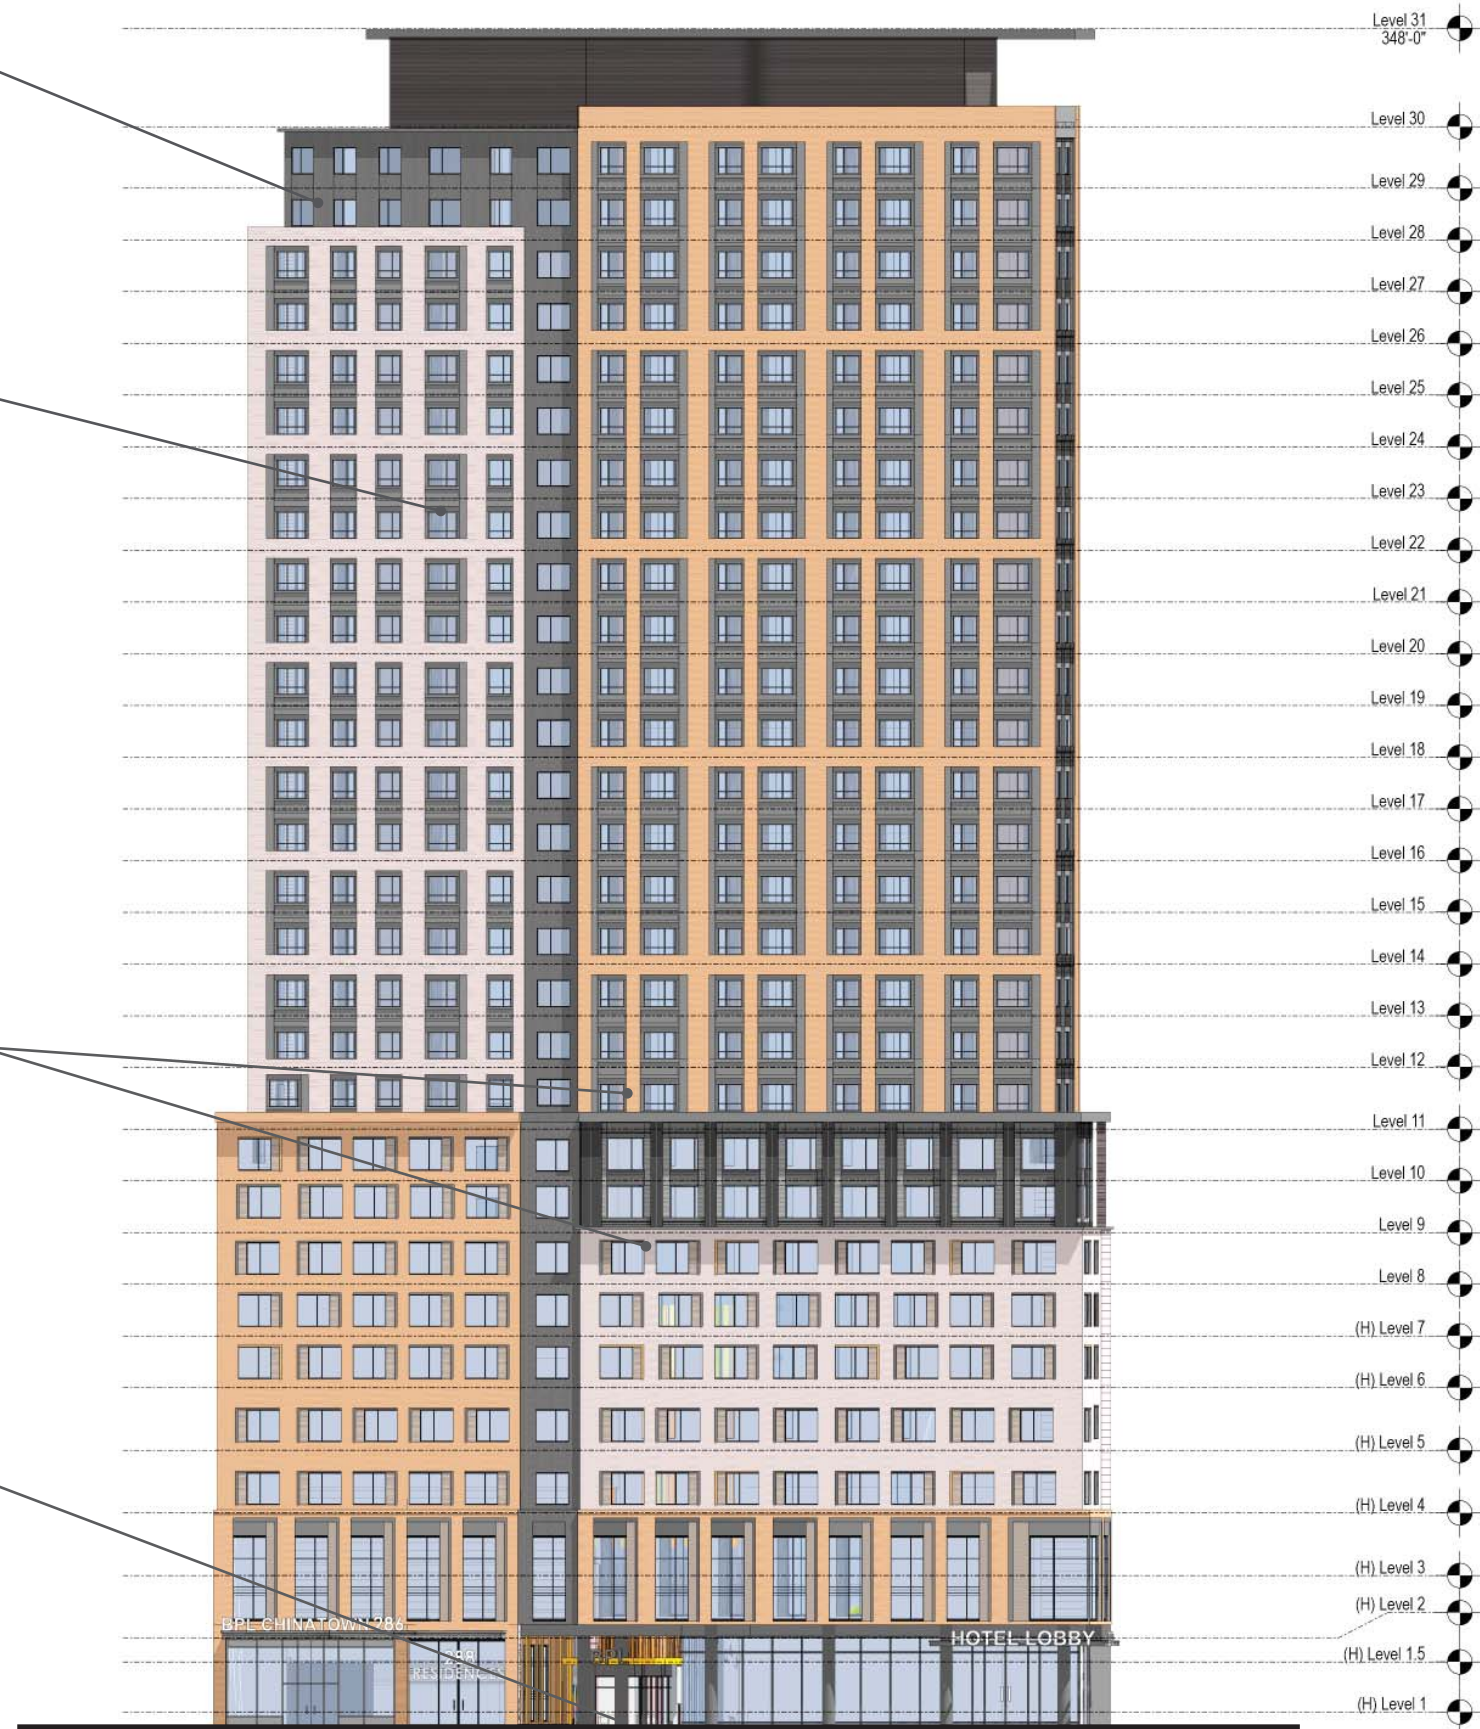 Level 31
348'-0"
Level 30
Level 29
Level 28
Level 27
Level 26
Level 25
Level 24
Level 23
Level 22
Level 21
Level 20
Level 19
Level 18
Level 17
Level 16
Level 15
Level 14
Level 13
Level 12
Level 11
Level 10
Level 9
Level 8
(H) Level 7
(H) Level 6
(H) Level 5
(H) Level 4
(H) Level 3
(H) Level 2
BPL CHINATOWN 286
HOTEL LOBBY
(H) Level 1.5
288
RESIDENCES
(H) Level 1